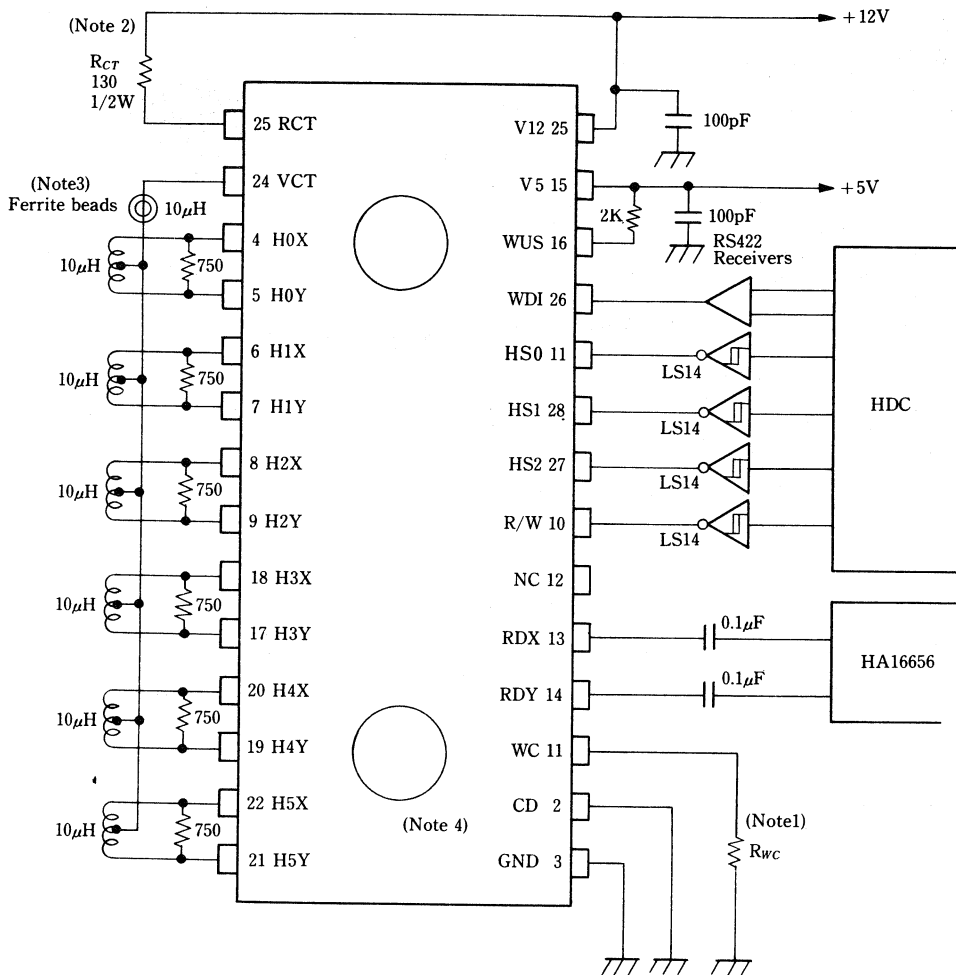 (Note 2)
RCT
130
1/2W
+12V
25 RCT
V12 25
100pF
24 VCT
V5 15
+5V
(Note3)
Ferrite beads
10μH
2K
100pF
4 H0X
WUS 16
RS422
Receivers
10μH
750
5 H0Y
WDI 26
6 H1X
HS0 11
LS14
10μH
750
HDC
7 H1Y
HS1 28
LS14
8 H2X
HS2 27
LS14
10μH
750
9 H2Y
R/W 10
LS14
18 H3X
NC 12
10μH
750
0.1μF
17 H3Y
RDX 13
HA16656
20 H4X
0.1μF
RDY 14
10μH
750
19 H4Y
WC 11
22 H5X
CD 2
10μH
750
(Note 4)
(Note1)
RWC
21 H5Y
GND 3